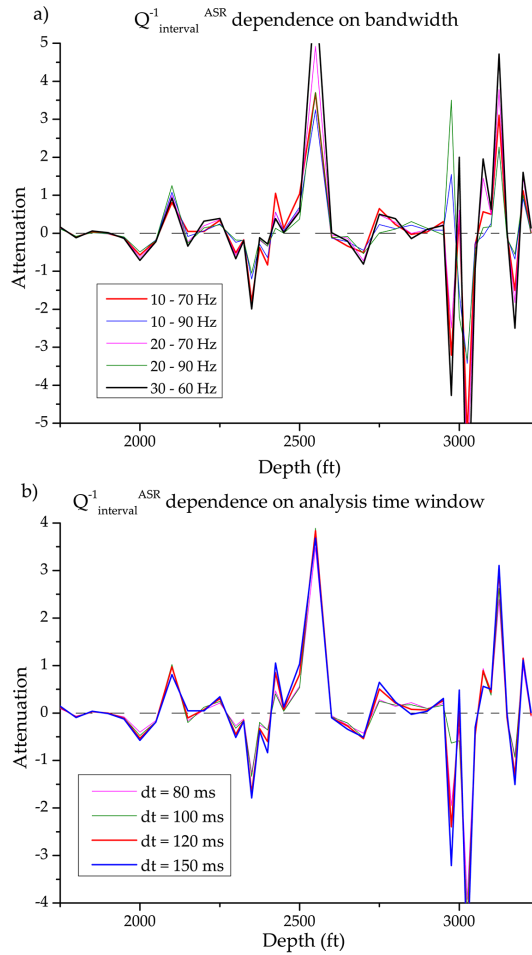 a)
Q⁻¹interval ASR dependence on bandwidth
5
4
3
2
1
0
-1
-2
-3
-4
-5
Attenuation
10 - 70 Hz
10 - 90 Hz
20 - 70 Hz
20 - 90 Hz
30 - 60 Hz
2000 2500 3000
Depth (ft)
b)
Q⁻¹interval ASR dependence on analysis time window
4
3
2
1
0
-1
-2
-3
-4
Attenuation
dt = 80 ms
dt = 100 ms
dt = 120 ms
dt = 150 ms
2000 2500 3000
Depth (ft)